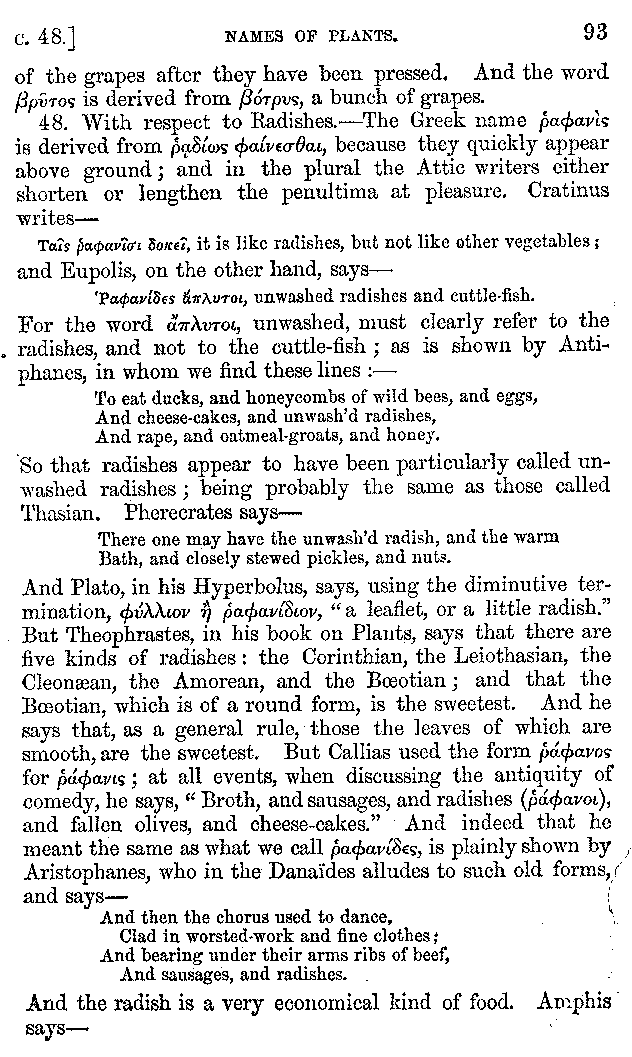 c. 48.] NAMES OF PLANTS. 93
of the grapes after they have been pressed. And the word
βρῦτος is derived from βότρυς, a bunch of grapes.
48. With respect to Radishes.—The Greek name ῥαφανὶς
is derived from ῥᾳδίως φαίνεσθαι, because they quickly appear
above ground; and in the plural the Attic writers either
shorten or lengthen the penultima at pleasure. Cratinus
writes—
Ταῖς ῥαφανῖσι δοκεῖ, it is like radishes, but not like other vegetables;
and Eupolis, on the other hand, says—
Ῥαφανίδες ἄπλυτοι, unwashed radishes and cuttle-fish.
For the word ἄπλυτοι, unwashed, must clearly refer to the
radishes, and not to the cuttle-fish; as is shown by Anti-
phanes, in whom we find these lines:—
To eat ducks, and honeycombs of wild bees, and eggs,
And cheese-cakes, and unwash'd radishes,
And rape, and oatmeal-groats, and honey.
So that radishes appear to have been particularly called un-
washed radishes; being probably the same as those called
Thasian. Pherecrates says—
There one may have the unwash'd radish, and the warm
Bath, and closely stewed pickles, and nuts.
And Plato, in his Hyperbolus, says, using the diminutive ter-
mination, φύλλιον ἢ ῥαφανίδιον, "a leaflet, or a little radish."
But Theophrastes, in his book on Plants, says that there are
five kinds of radishes: the Corinthian, the Leiothasian, the
Cleonæan, the Amorean, and the Bœotian; and that the
Bœotian, which is of a round form, is the sweetest. And he
says that, as a general rule, those the leaves of which are
smooth, are the sweetest. But Callias used the form ῥάφανος
for ῥάφανις; at all events, when discussing the antiquity of
comedy, he says, "Broth, and sausages, and radishes (ῥάφανοι),
and fallen olives, and cheese-cakes." And indeed that he
meant the same as what we call ῥαφανίδες, is plainly shown by
Aristophanes, who in the Danaïdes alludes to such old forms,
and says—
And then the chorus used to dance,
Clad in worsted-work and fine clothes;
And bearing under their arms ribs of beef,
And sausages, and radishes.
And the radish is a very economical kind of food. Amphis
says—